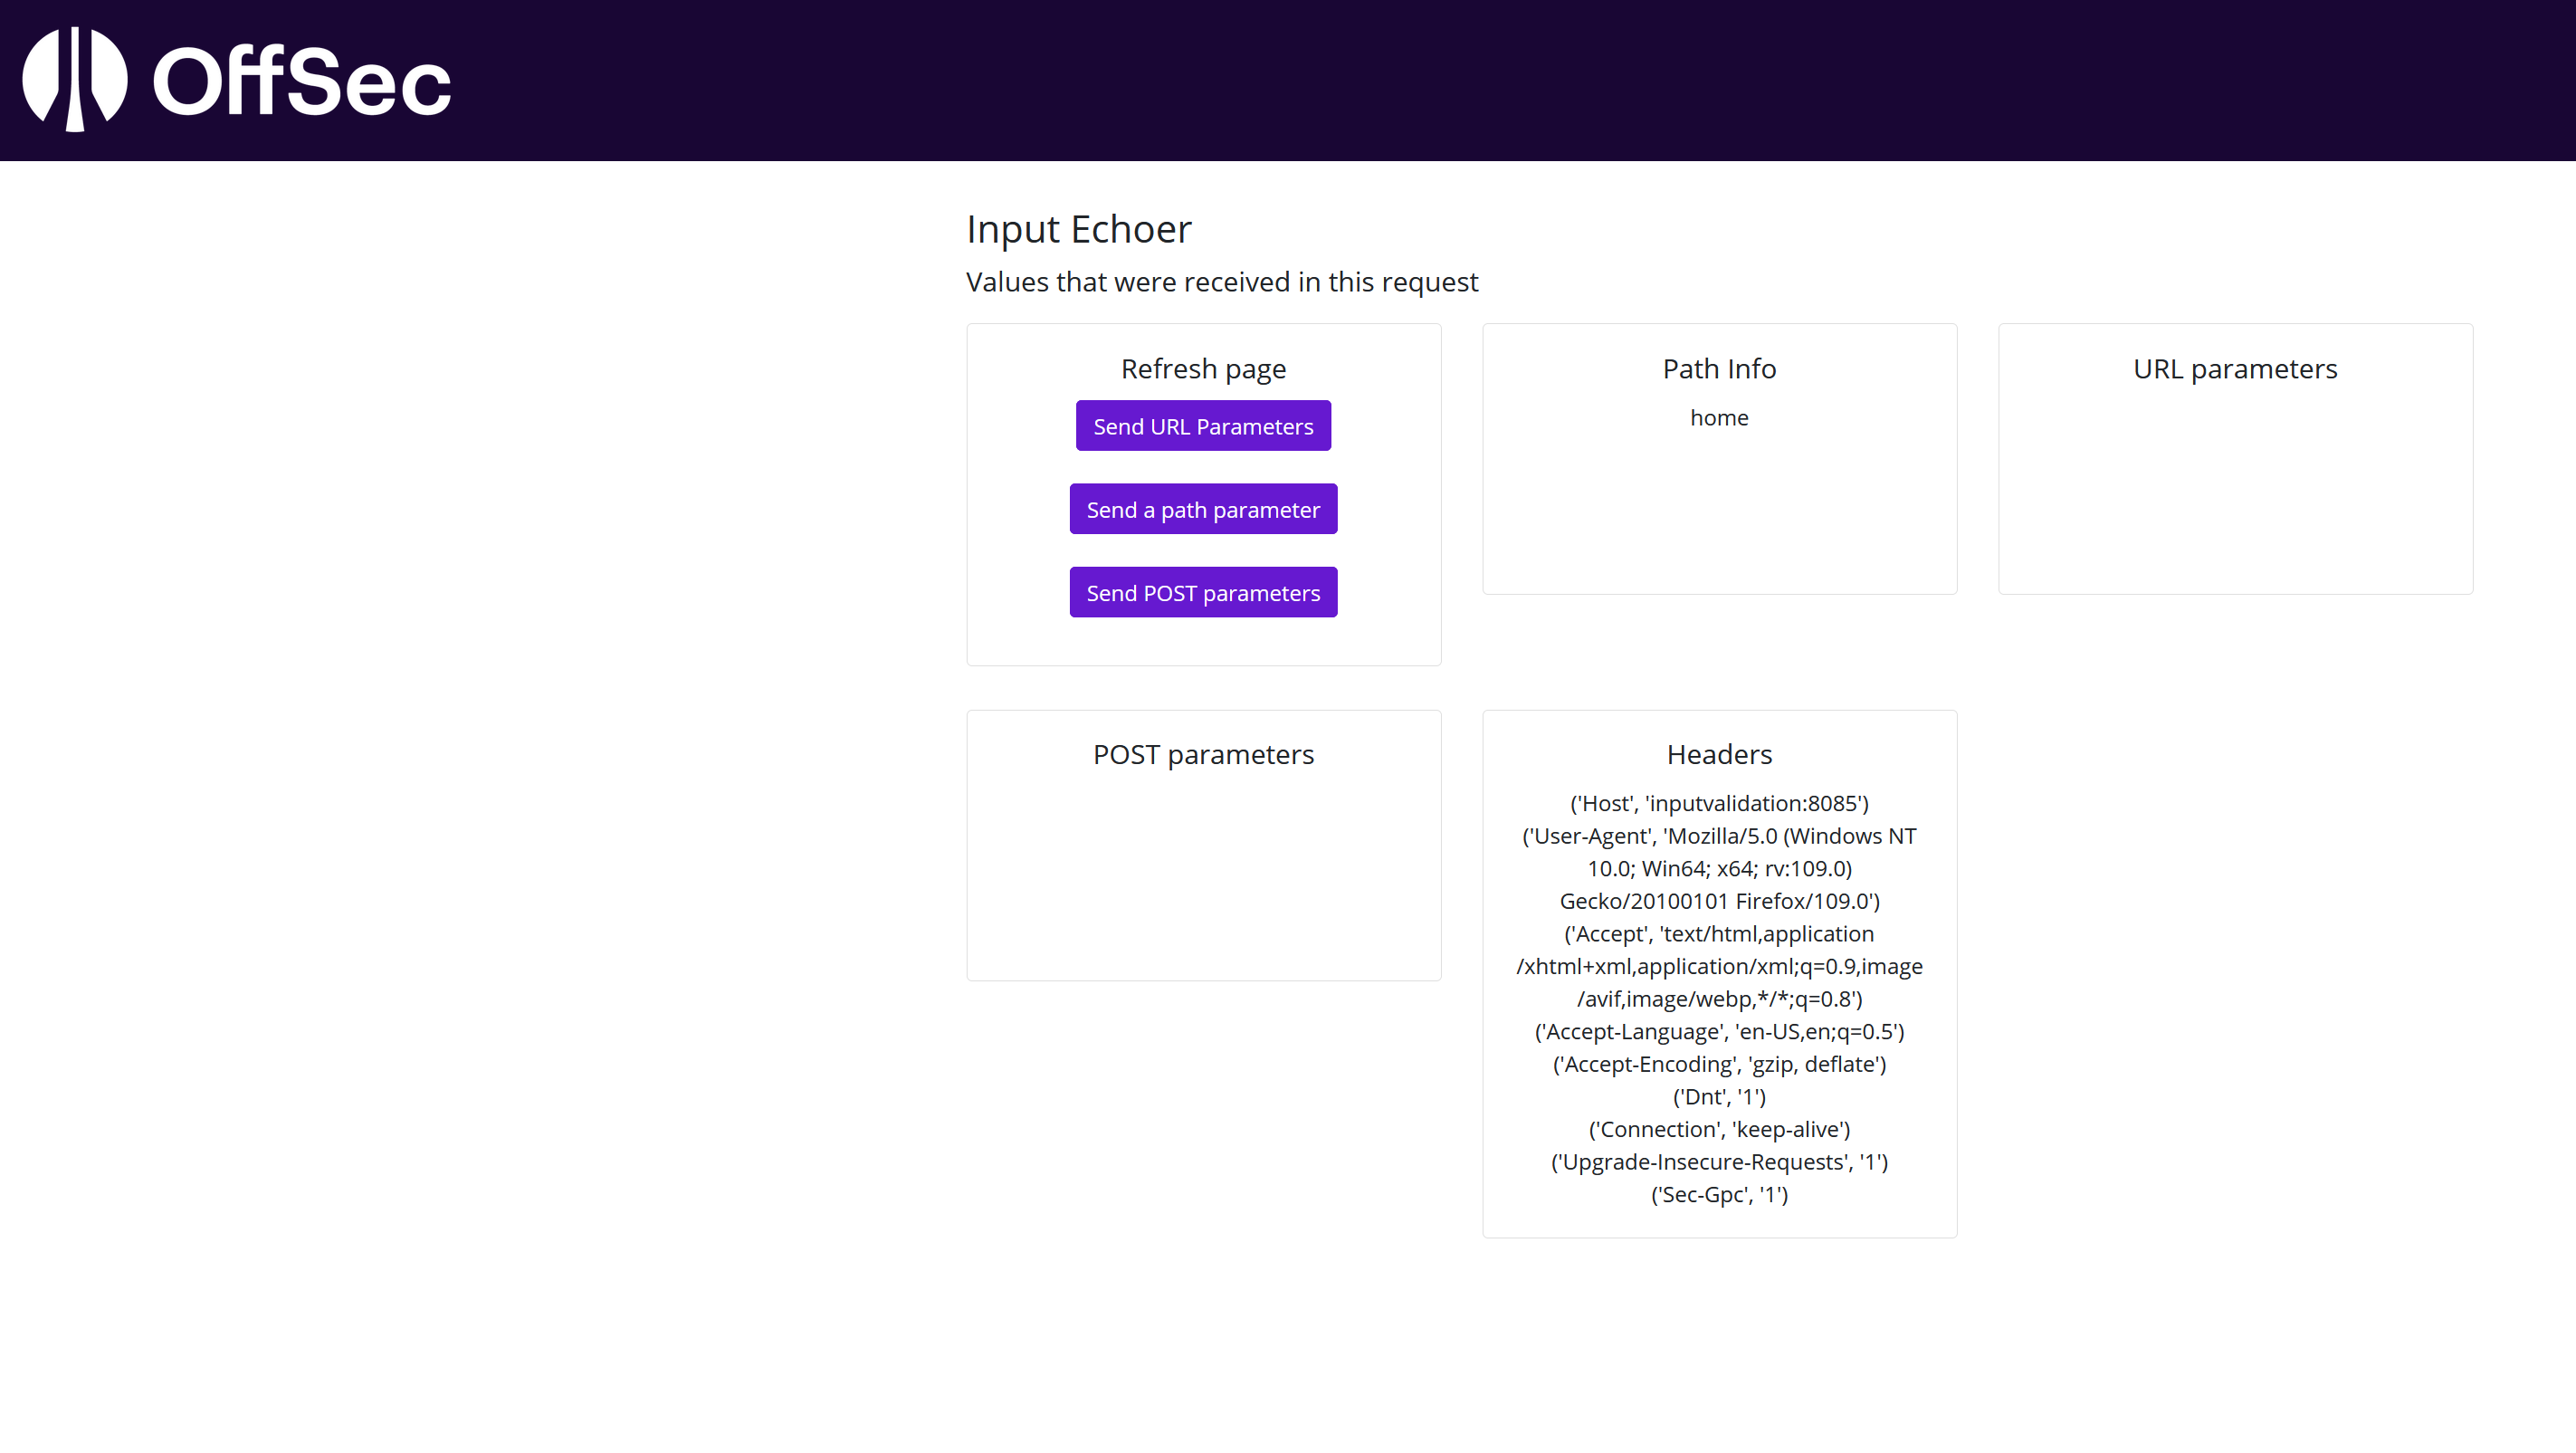 OffSec
Input Echoer
Values that were received in this request
Refresh page
Send URL Parameters
Send a path parameter
Send POST parameters
Path Info
home
URL parameters
POST parameters
Headers
('Host', 'inputvalidation:8085')
('User-Agent', 'Mozilla/5.0 (Windows NT
10.0; Win64; x64; rv:109.0)
Gecko/20100101 Firefox/109.0')
('Accept', 'text/html,application
/xhtml+xml,application/xml;q=0.9,image
/avif,image/webp,*/*;q=0.8')
('Accept-Language', 'en-US,en;q=0.5')
('Accept-Encoding', 'gzip, deflate')
('Dnt', '1')
('Connection', 'keep-alive')
('Upgrade-Insecure-Requests', '1')
('Sec-Gpc', '1')